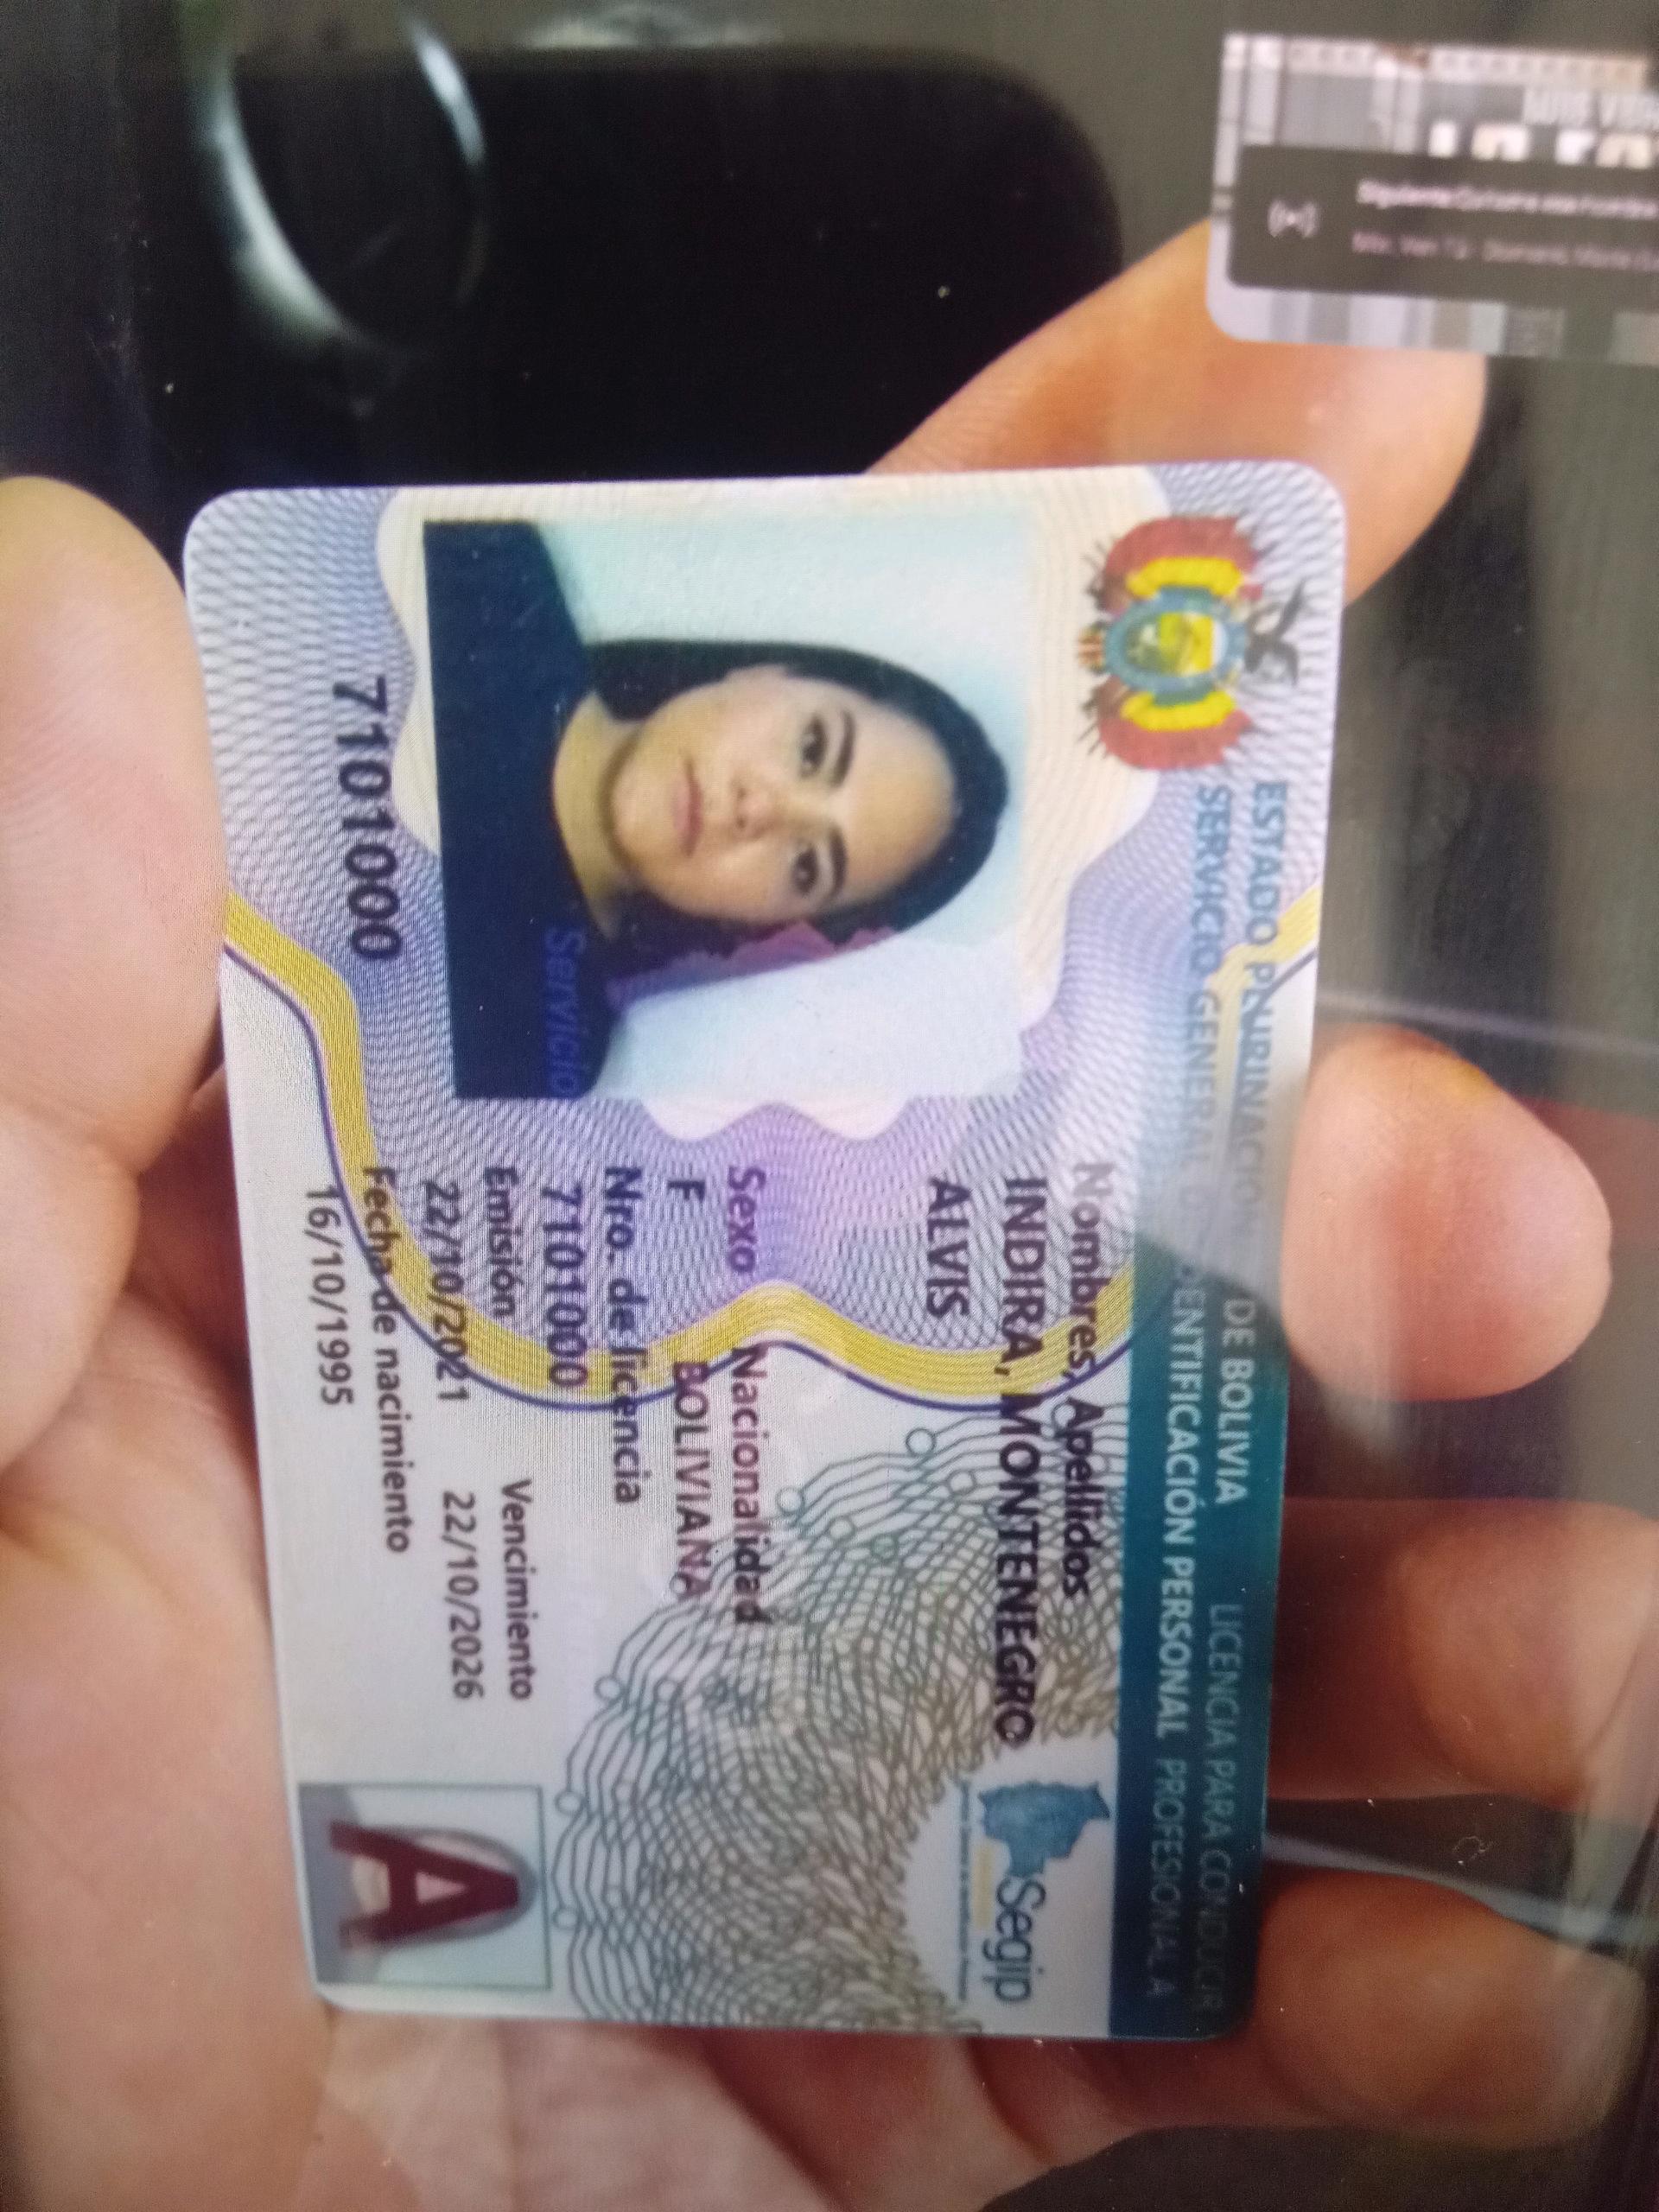 ESTADO PLURINACIONAL DE BOLIVIA
SERVICIO GENERAL DE IDENTIFICACIÓN PERSONAL
LICENCIA PARA CONDUCIR
PROFESIONAL A
Nombres, Apellidos
INDIRA, MONTENEGRO
ALVIS
Segip
Sexo Nacionalidad
F BOLIVIANA
Nro. de licencia
7101000
Emisión Vencimiento
22/10/2021 22/10/2026
Fecha de nacimiento
16/10/1995
Servicio
7101000
A
Siguiente: